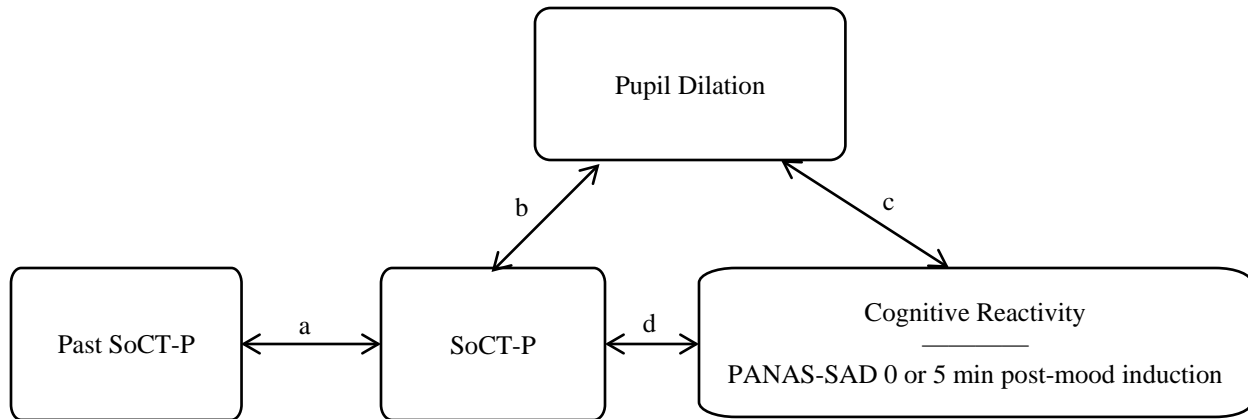 Pupil Dilation
b
c
Past SoCT-P
a
SoCT-P
d
Cognitive Reactivity
PANAS-SAD 0 or 5 min post-mood induction